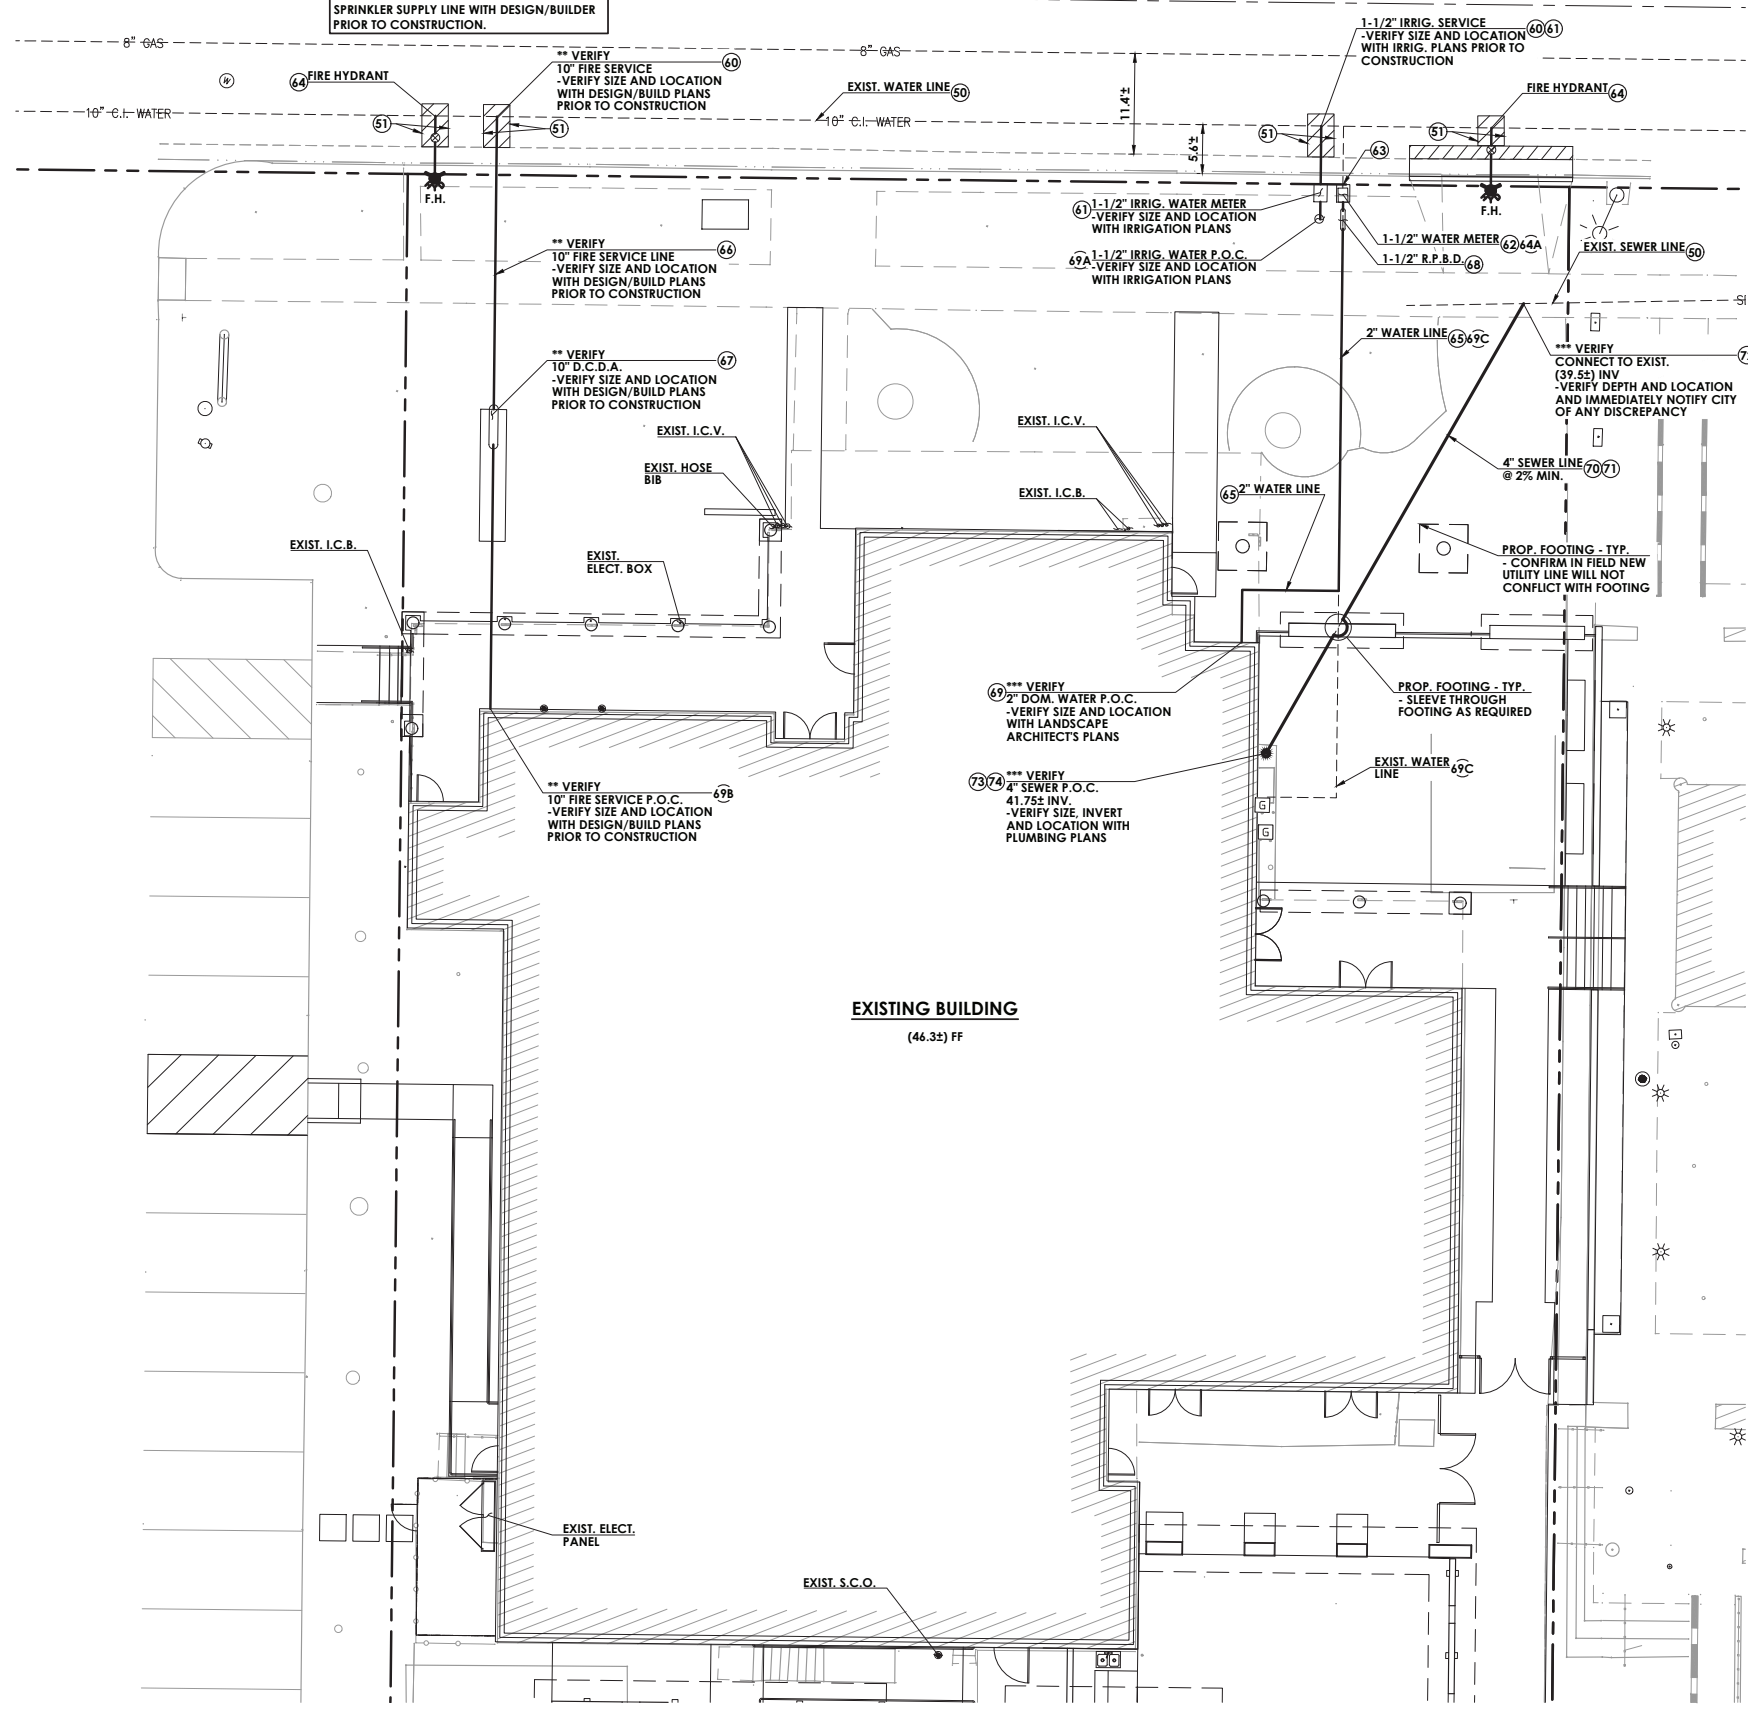 SPRINKLER SUPPLY LINE WITH DESIGN/BUILDER
PRIOR TO CONSTRUCTION.
8" GAS
8" GAS
1-1/2" IRRIG. SERVICE
-VERIFY SIZE AND LOCATION
WITH IRRIG. PLANS PRIOR TO
CONSTRUCTION
60 61
** VERIFY
10" FIRE SERVICE
-VERIFY SIZE AND LOCATION
WITH DESIGN/BUILD PLANS
PRIOR TO CONSTRUCTION
60
W
64 FIRE HYDRANT
EXIST. WATER LINE 50
11.4'±
FIRE HYDRANT 64
10" C.I. WATER
10" C.I. WATER
51
51
51
51
5.6'±
63
F.H.
F.H.
61 1-1/2" IRRIG. WATER METER
-VERIFY SIZE AND LOCATION
WITH IRRIGATION PLANS
69A 1-1/2" IRRIG. WATER P.O.C.
-VERIFY SIZE AND LOCATION
WITH IRRIGATION PLANS
1-1/2" WATER METER 62 64A
1-1/2" R.P.B.D. 68
EXIST. SEWER LINE 50
** VERIFY
10" FIRE SERVICE LINE
-VERIFY SIZE AND LOCATION
WITH DESIGN/BUILD PLANS
PRIOR TO CONSTRUCTION
66
2" WATER LINE 65 69C
** VERIFY
10" D.C.D.A.
-VERIFY SIZE AND LOCATION
WITH DESIGN/BUILD PLANS
PRIOR TO CONSTRUCTION
67
*** VERIFY
CONNECT TO EXIST.
(39.5±) INV
-VERIFY DEPTH AND LOCATION
AND IMMEDIATELY NOTIFY CITY
OF ANY DISCREPANCY
EXIST. I.C.V.
EXIST. HOSE
BIB
EXIST. I.C.V.
EXIST. I.C.B.
4" SEWER LINE 70 71
@ 2% MIN.
65 2" WATER LINE
EXIST. I.C.B.
EXIST.
ELECT. BOX
PROP. FOOTING - TYP.
- CONFIRM IN FIELD NEW
UTILITY LINE WILL NOT
CONFLICT WITH FOOTING
69 *** VERIFY
2" DOM. WATER P.O.C.
-VERIFY SIZE AND LOCATION
WITH LANDSCAPE
ARCHITECT'S PLANS
PROP. FOOTING - TYP.
- SLEEVE THROUGH
FOOTING AS REQUIRED
73 74 *** VERIFY
4" SEWER P.O.C.
41.75± INV.
-VERIFY SIZE, INVERT
AND LOCATION WITH
PLUMBING PLANS
EXIST. WATER
LINE
69C
** VERIFY
10" FIRE SERVICE P.O.C.
-VERIFY SIZE AND LOCATION
WITH DESIGN/BUILD PLANS
PRIOR TO CONSTRUCTION
69B
G
G
EXISTING BUILDING
(46.3±) FF
EXIST. ELECT.
PANEL
EXIST. S.C.O.